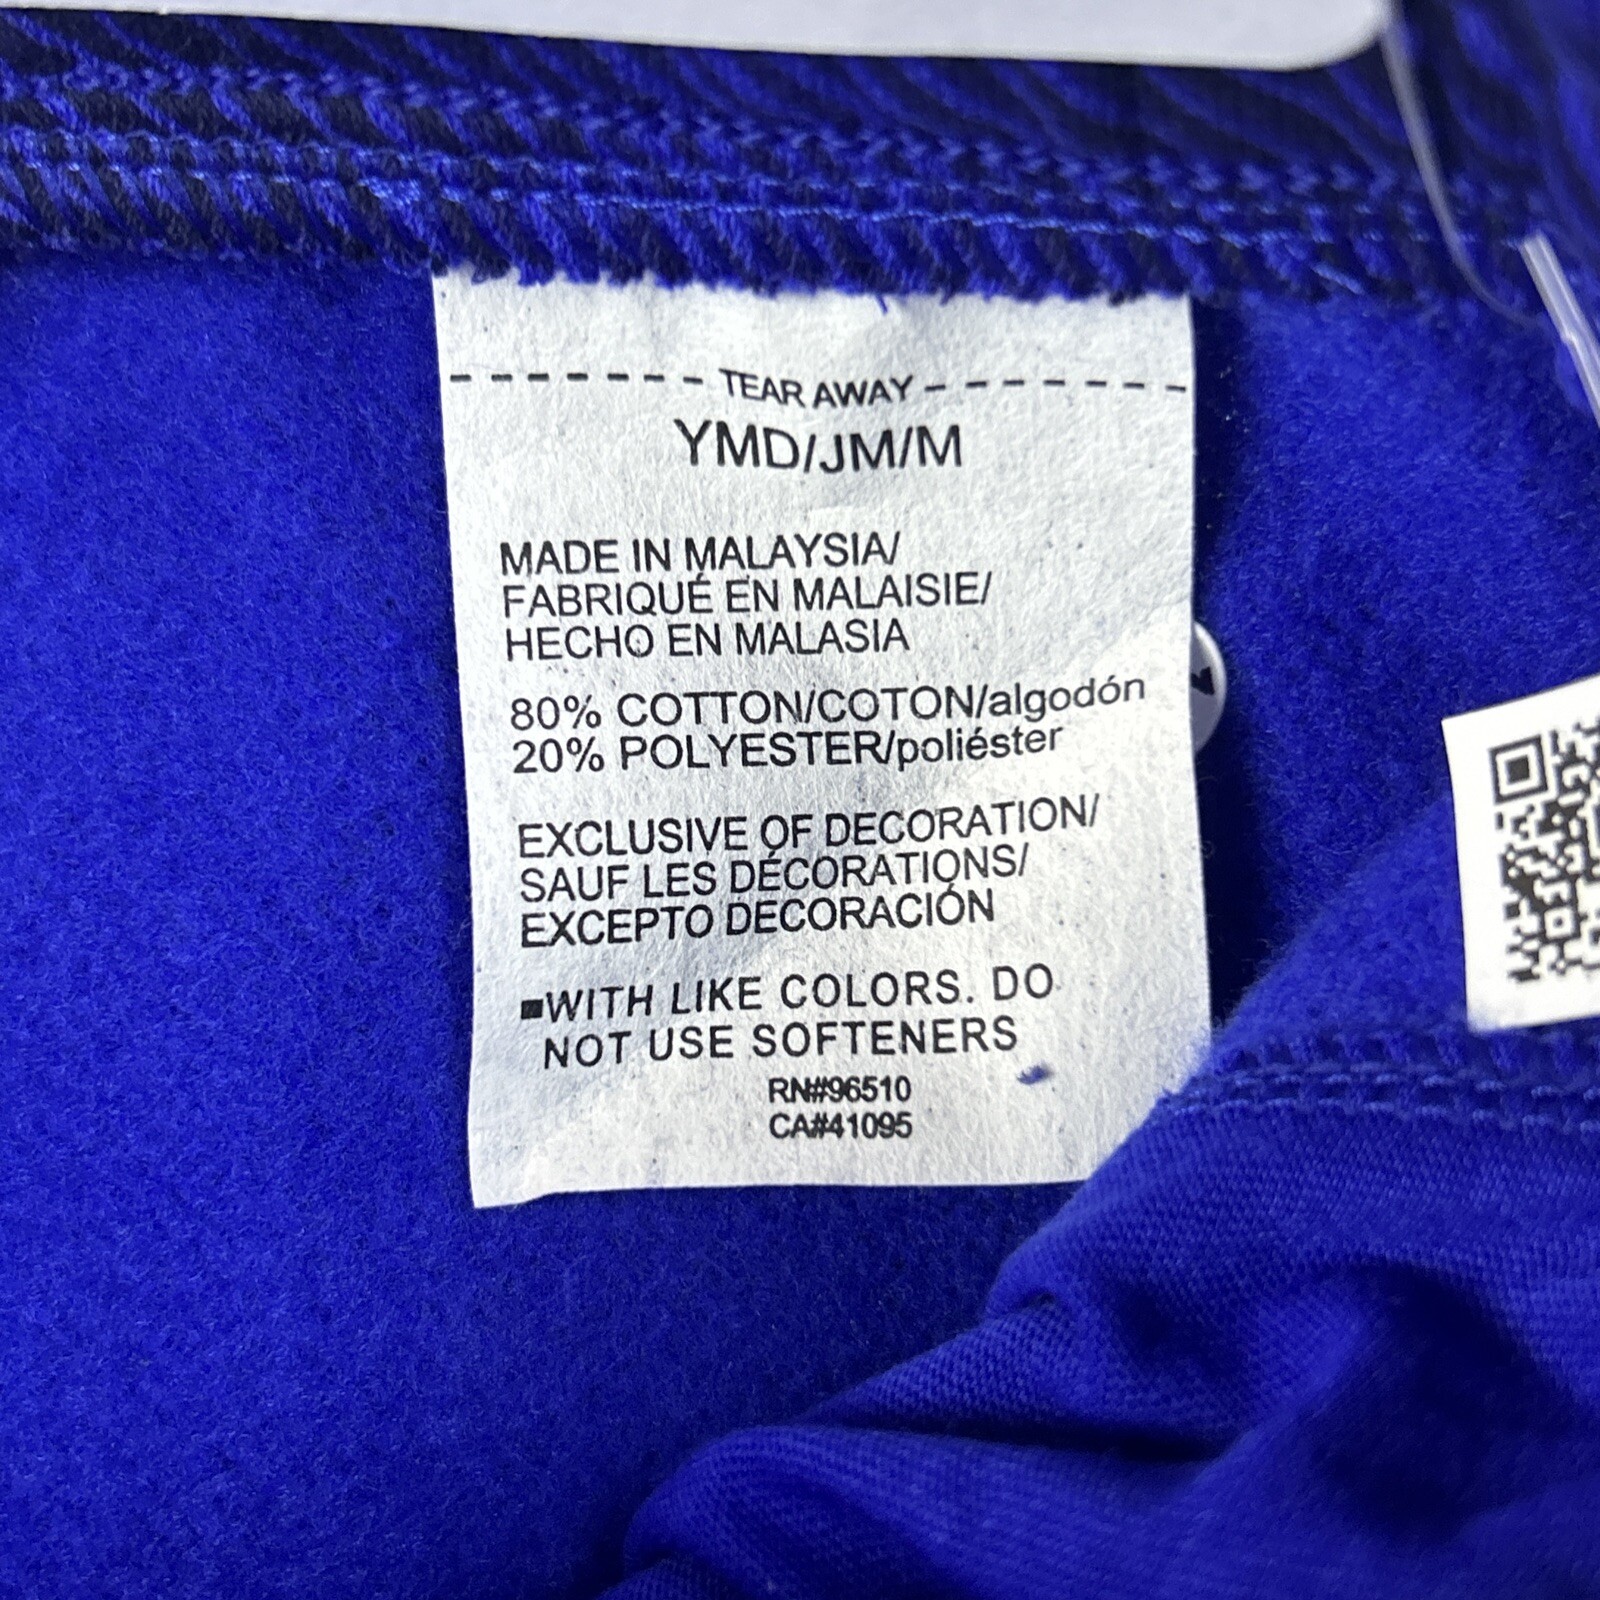 TEAR AWAY
YMD/JM/M
MADE IN MALAYSIA/
FABRIQUÉ EN MALAISIE/
HECHO EN MALASIA
80% COTTON/COTON/algodón
20% POLYESTER/poliéster
EXCLUSIVE OF DECORATION/
SAUF LES DÉCORATIONS/
EXCEPTO DECORACIÓN
■WITH LIKE COLORS. DO
NOT USE SOFTENERS
RN#96510
CA#41095